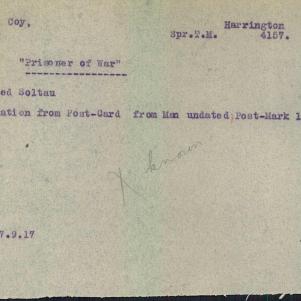 Coy, Harrington
Spr.T.M. 4157.
"Prisoner of War"
ed Soltau
ation from Post-Card from Man undated Post-Mark 1
X known
7.9.17